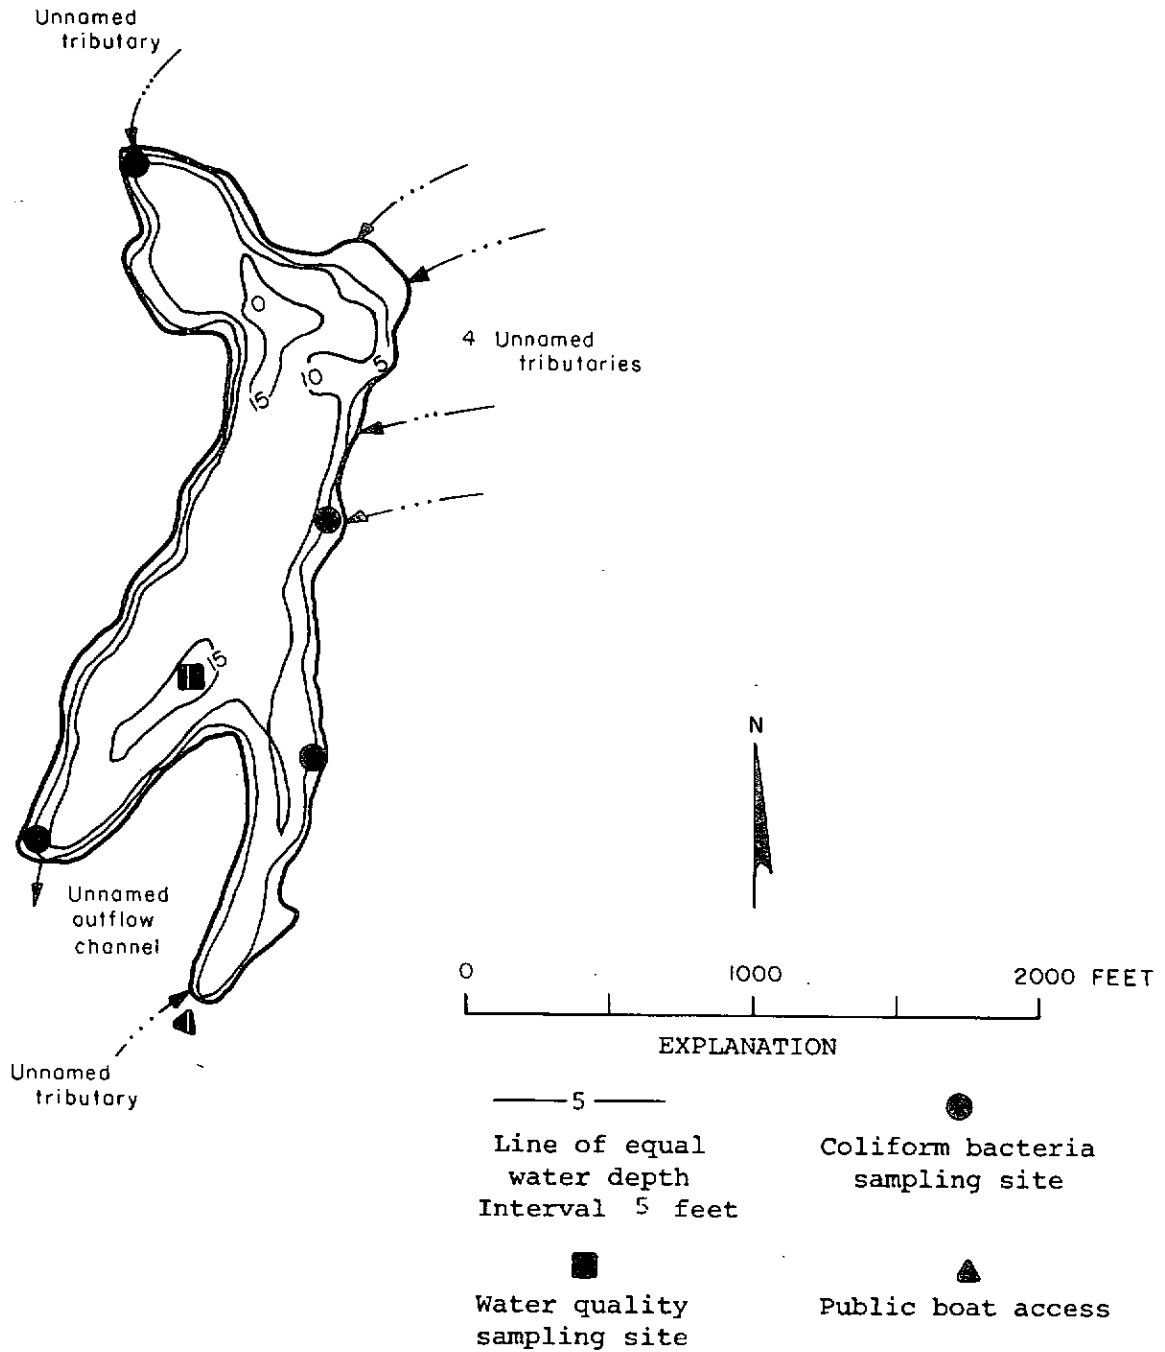 Unnamed
tributary
0
4 Unnamed
tributaries
5
10
15
15
N
Unnamed
outflow
channel
0 1000 2000 FEET
EXPLANATION
Unnamed
tributary
5
Line of equal
water depth
Interval 5 feet
Coliform bacteria
sampling site
Water quality
sampling site
Public boat access